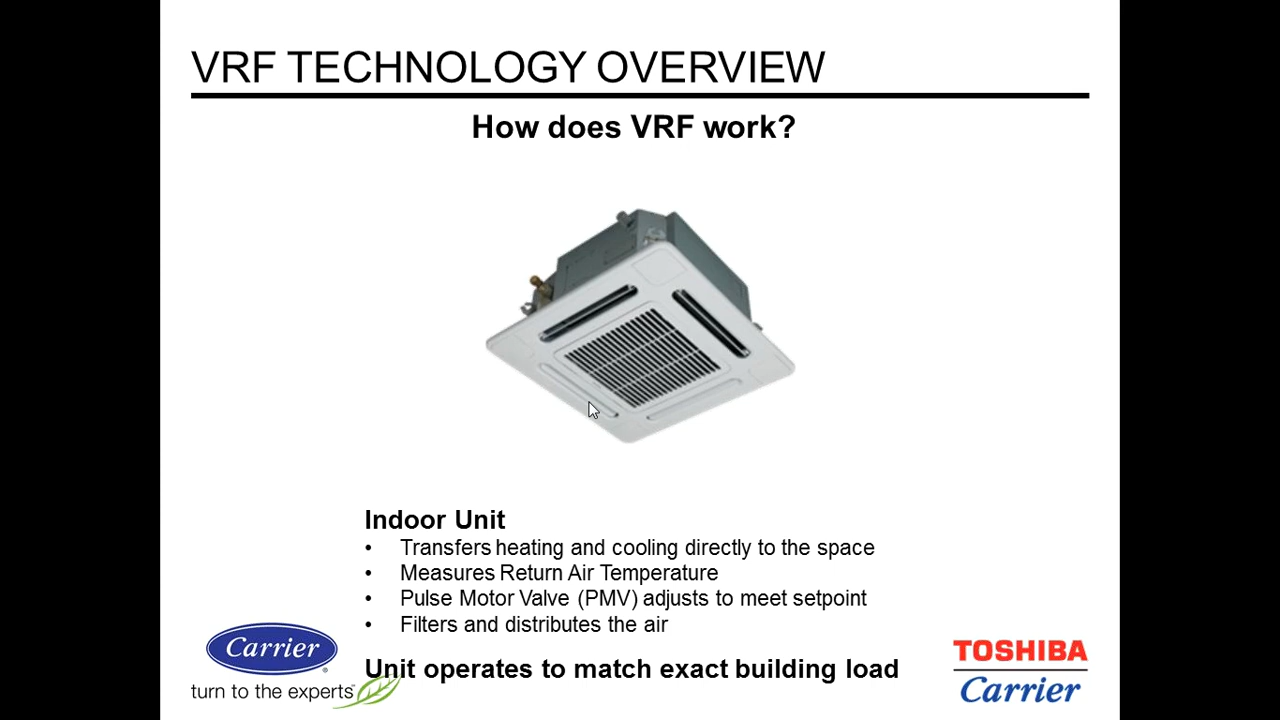 VRF TECHNOLOGY OVERVIEW
How does VRF work?
Indoor Unit
• Transfers heating and cooling directly to the space
• Measures Return Air Temperature
• Pulse Motor Valve (PMV) adjusts to meet setpoint
• Filters and distributes the air
Unit operates to match exact building load
Carrier®
turn to the experts™
TOSHIBA
Carrier